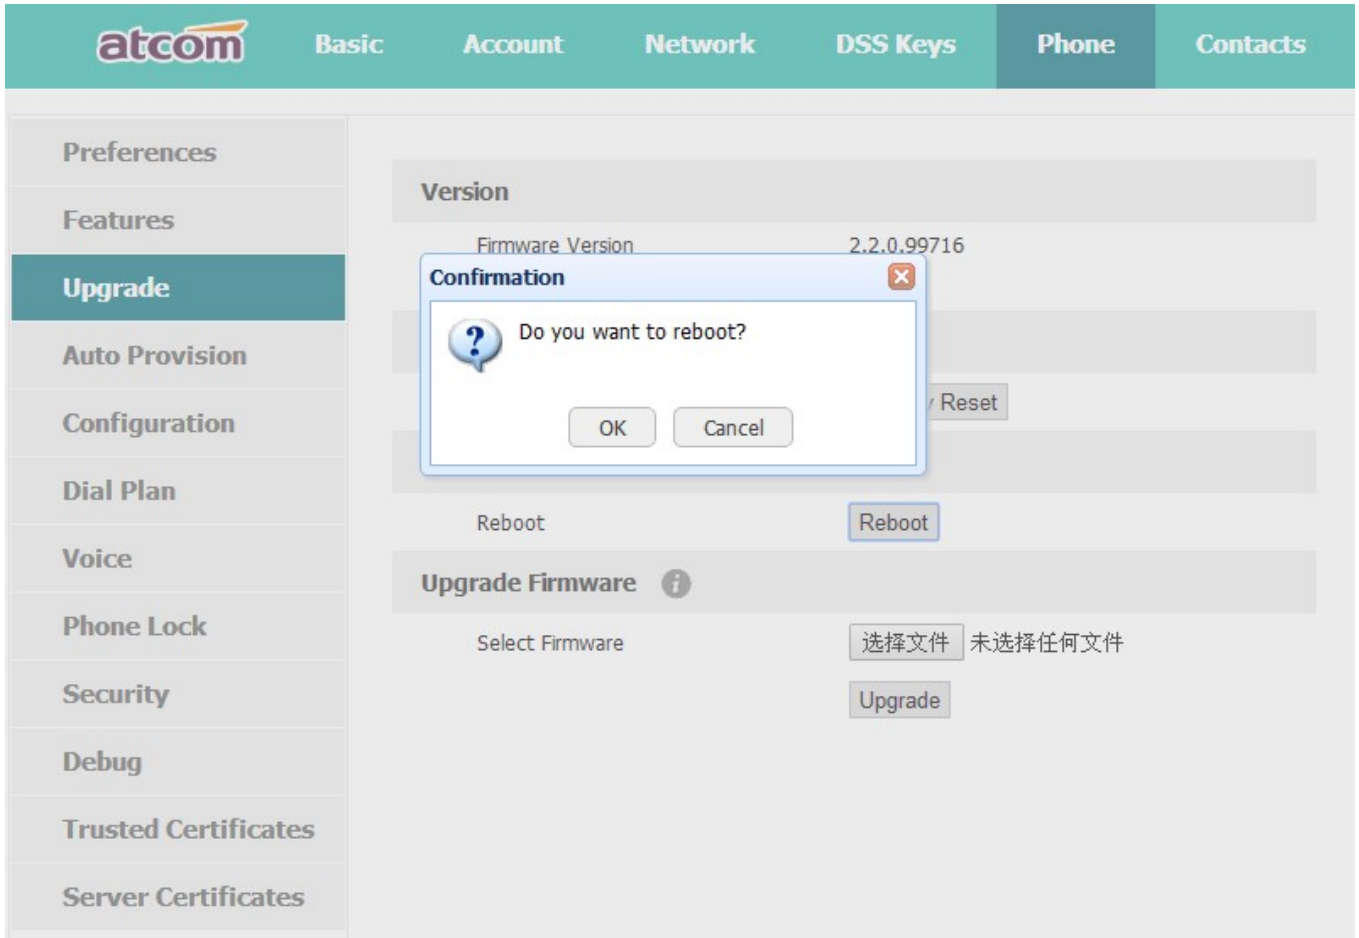 atcom Basic Account Network DSS Keys Phone Contacts
Preferences
Features
Upgrade
Auto Provision
Configuration
Dial Plan
Voice
Phone Lock
Security
Debug
Trusted Certificates
Server Certificates
Version
Firmware Version 2.2.0.99716
Confirmation
Do you want to reboot?
OK Cancel
Reset
Reboot Reboot
Upgrade Firmware
Select Firmware 选择文件 未选择任何文件
Upgrade